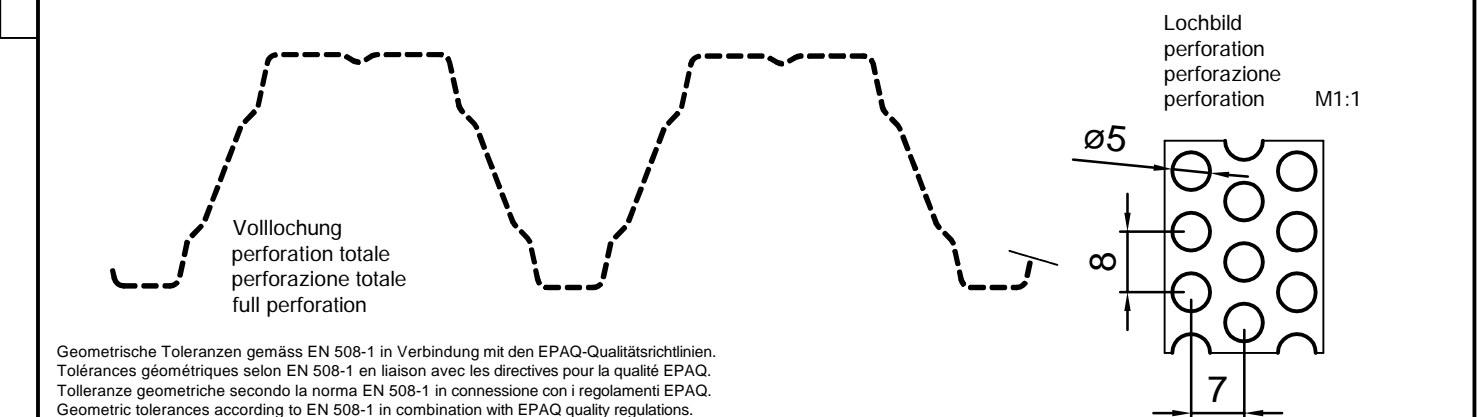 Lochbild
perforation
perforazione
perforation M1:1
ø5
8
7
Volllochung
perforation totale
perforazione totale
full perforation
Geometrische Toleranzen gemäss EN 508-1 in Verbindung mit den EPAQ-Qualitätsrichtlinien.
Tolérances géométriques selon EN 508-1 en liaison avec les directives pour la qualité EPAQ.
Tolleranze geometriche secondo la norma EN 508-1 in connessione con i regolamenti EPAQ.
Geometric tolerances according to EN 508-1 in combination with EPAQ quality regulations.